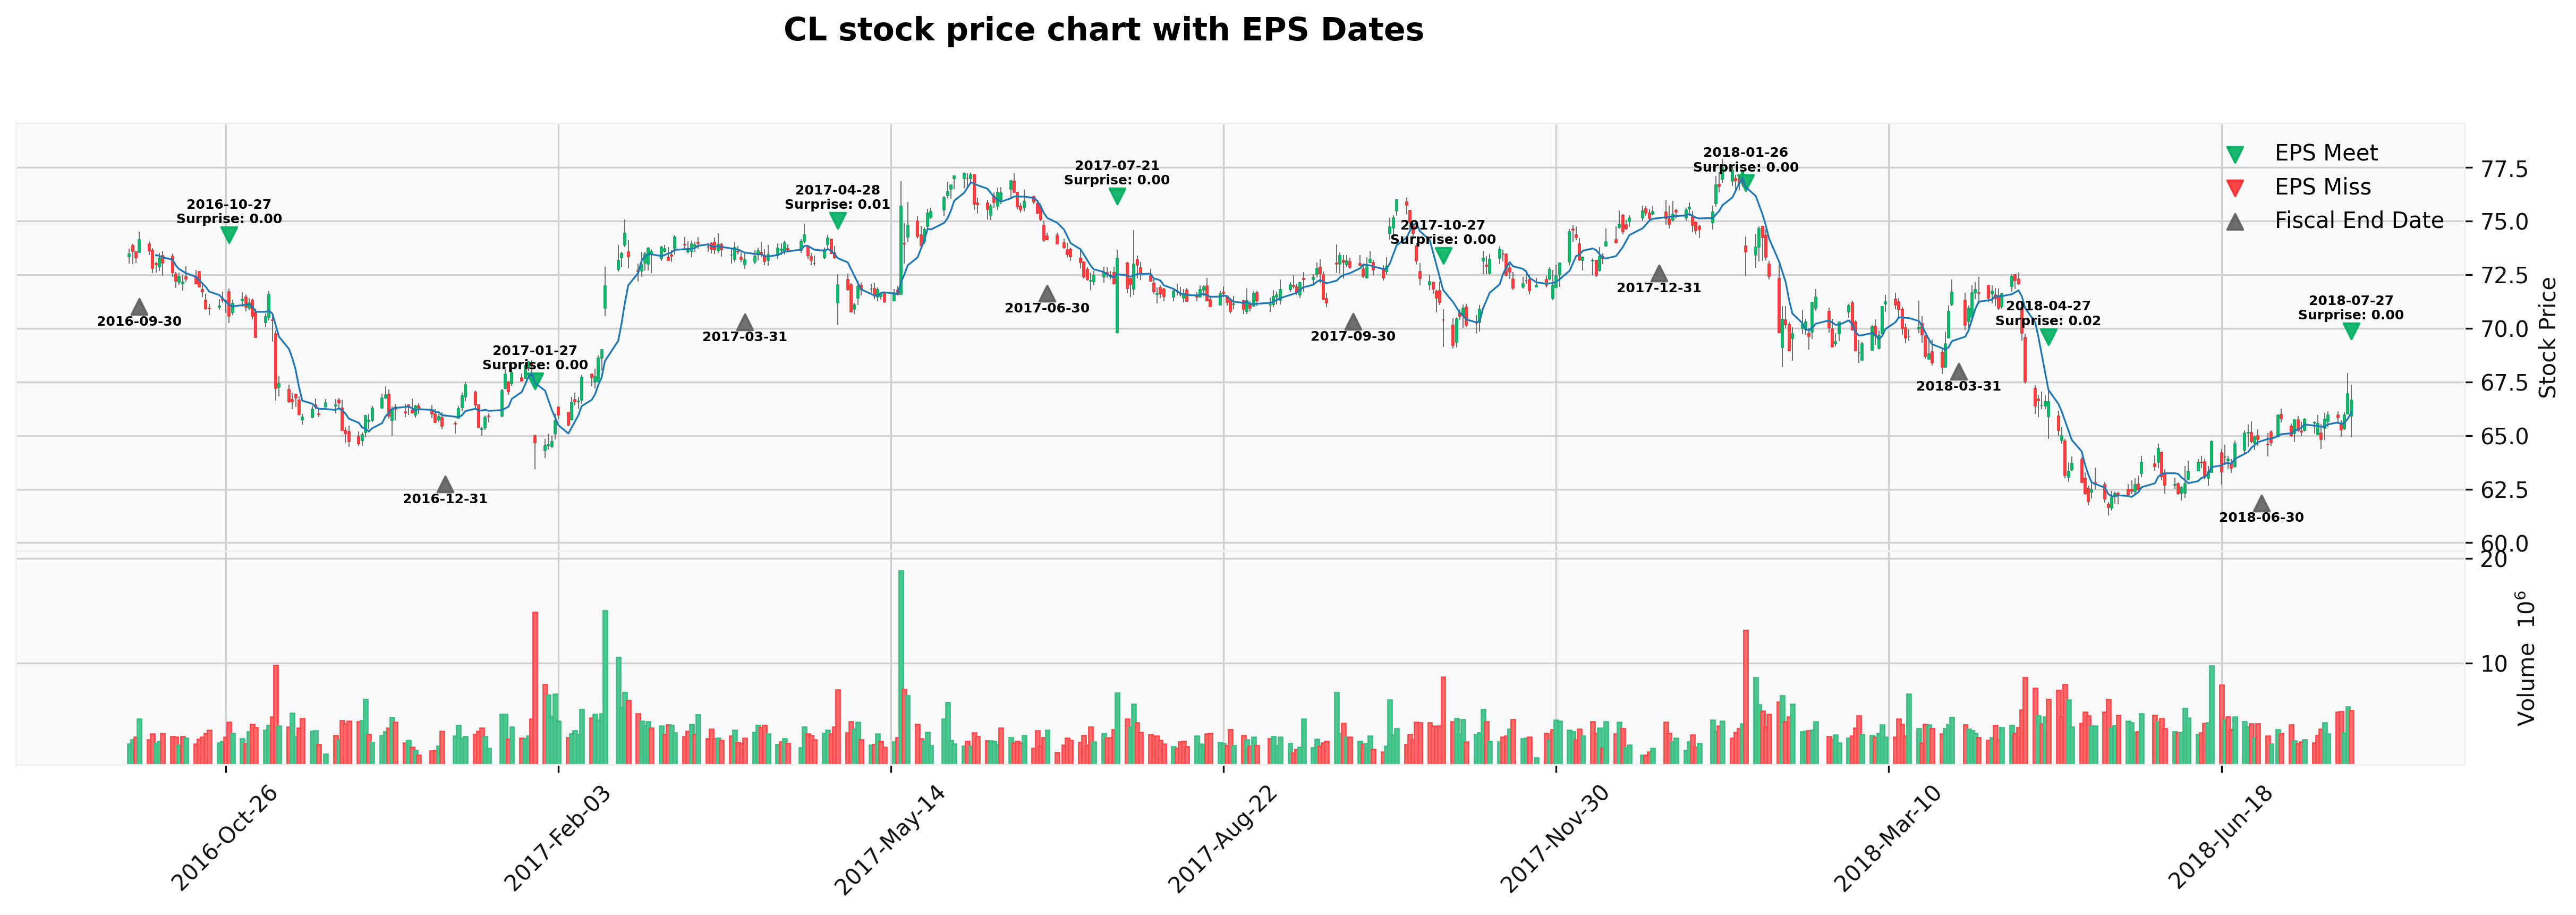 CL stock price chart with EPS Dates
EPS Meet
EPS Miss
Fiscal End Date
2016-10-27
Surprise: 0.00
2017-01-27
Surprise: 0.00
2017-04-28
Surprise: 0.01
2017-07-21
Surprise: 0.00
2017-10-27
Surprise: 0.00
2018-01-26
Surprise: 0.00
2018-04-27
Surprise: 0.02
2018-07-27
Surprise: 0.00
2016-09-30
2016-12-31
2017-03-31
2017-06-30
2017-09-30
2017-12-31
2018-03-31
2018-06-30
77.5
75.0
72.5
70.0
67.5
65.0
62.5
60.0
Stock Price
20
10
Volume 10⁶
2016-Oct-26
2017-Feb-03
2017-May-14
2017-Aug-22
2017-Nov-30
2018-Mar-10
2018-Jun-18